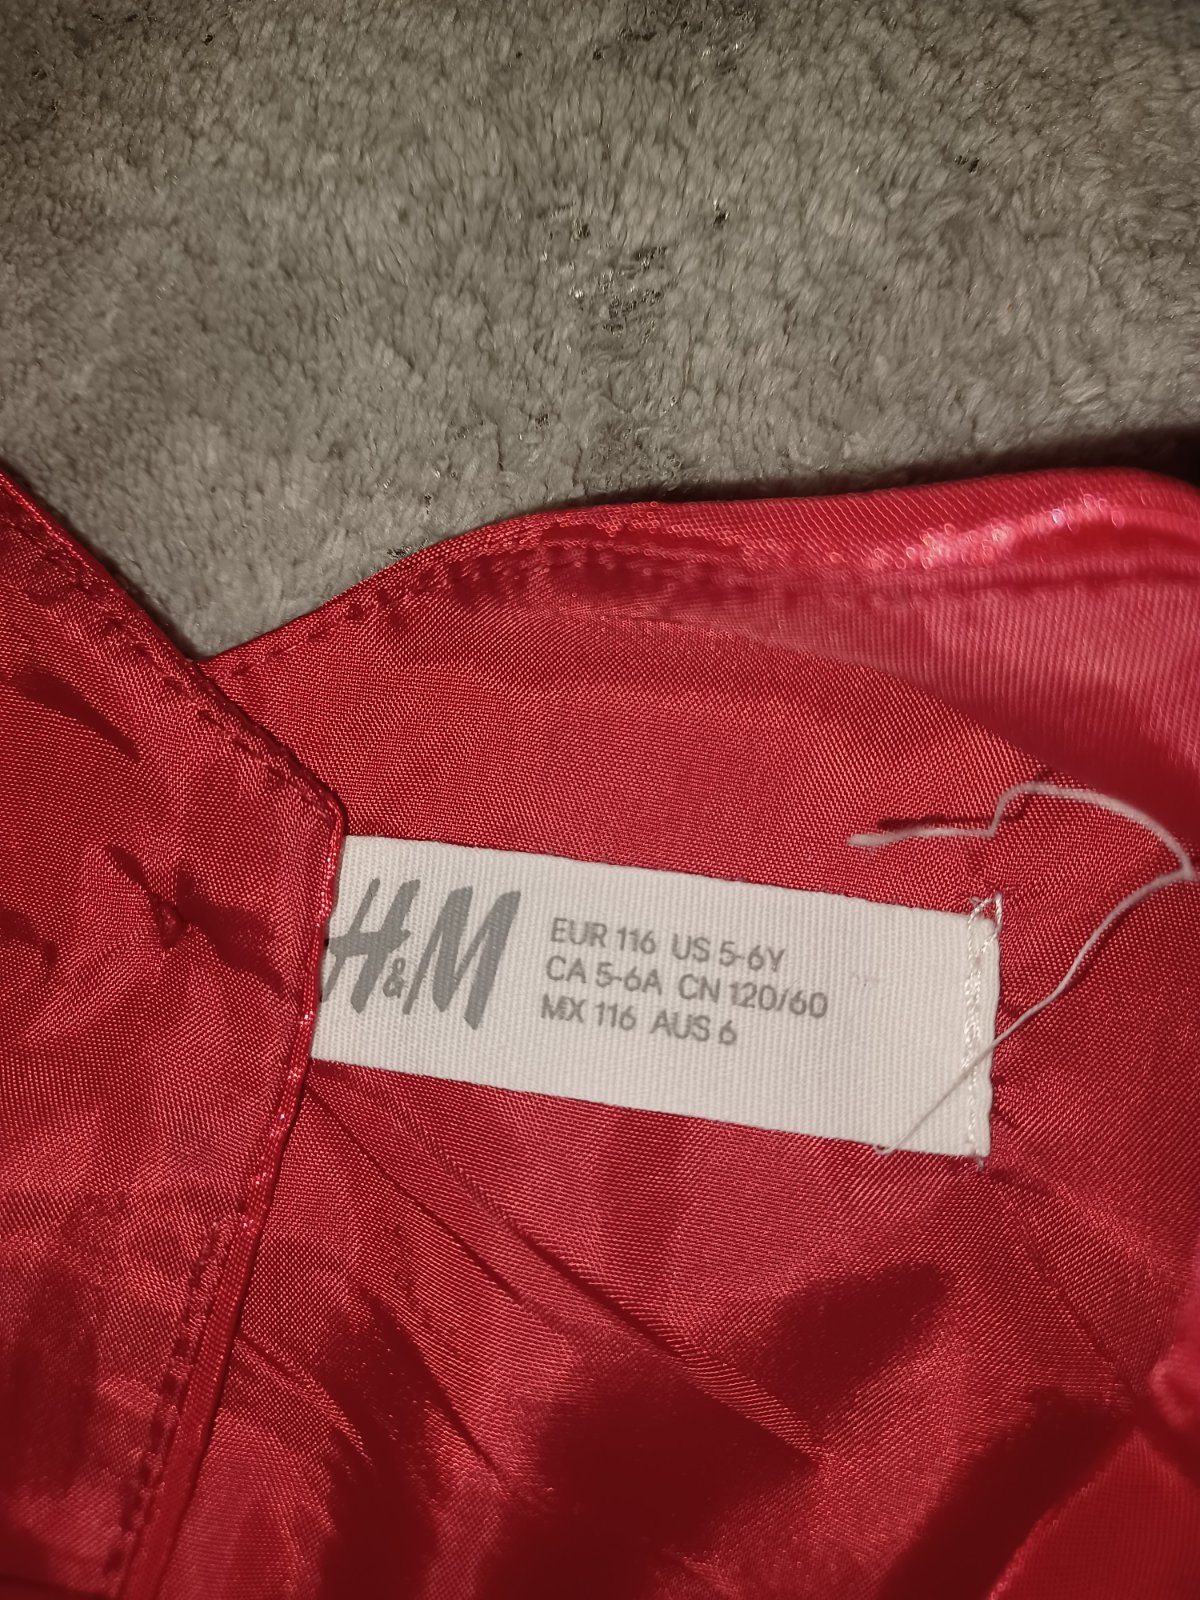 H&M
EUR 116 US 5-6Y
CA 5-6A CN 120/60
MX 116 AUS 6